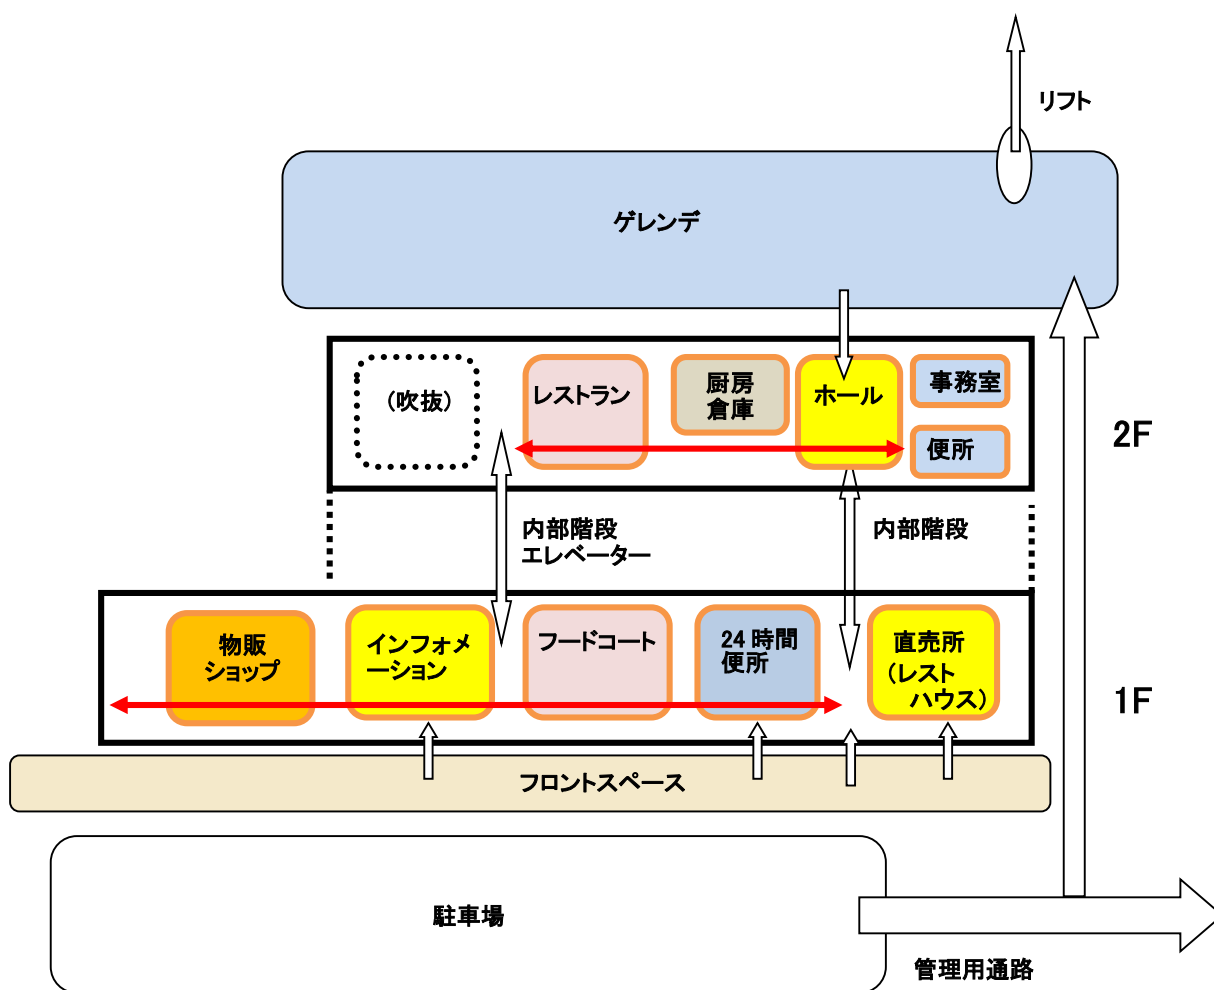 リフト
ゲレンデ
(吹抜)
レストラン
厨房
倉庫
ホール
事務室
便所
2F
内部階段
エレベーター
内部階段
物販
ショップ
インフォメ
ーション
フードコート
24時間
便所
直売所
(レスト
ハウス)
1F
フロントスペース
駐車場
管理用通路